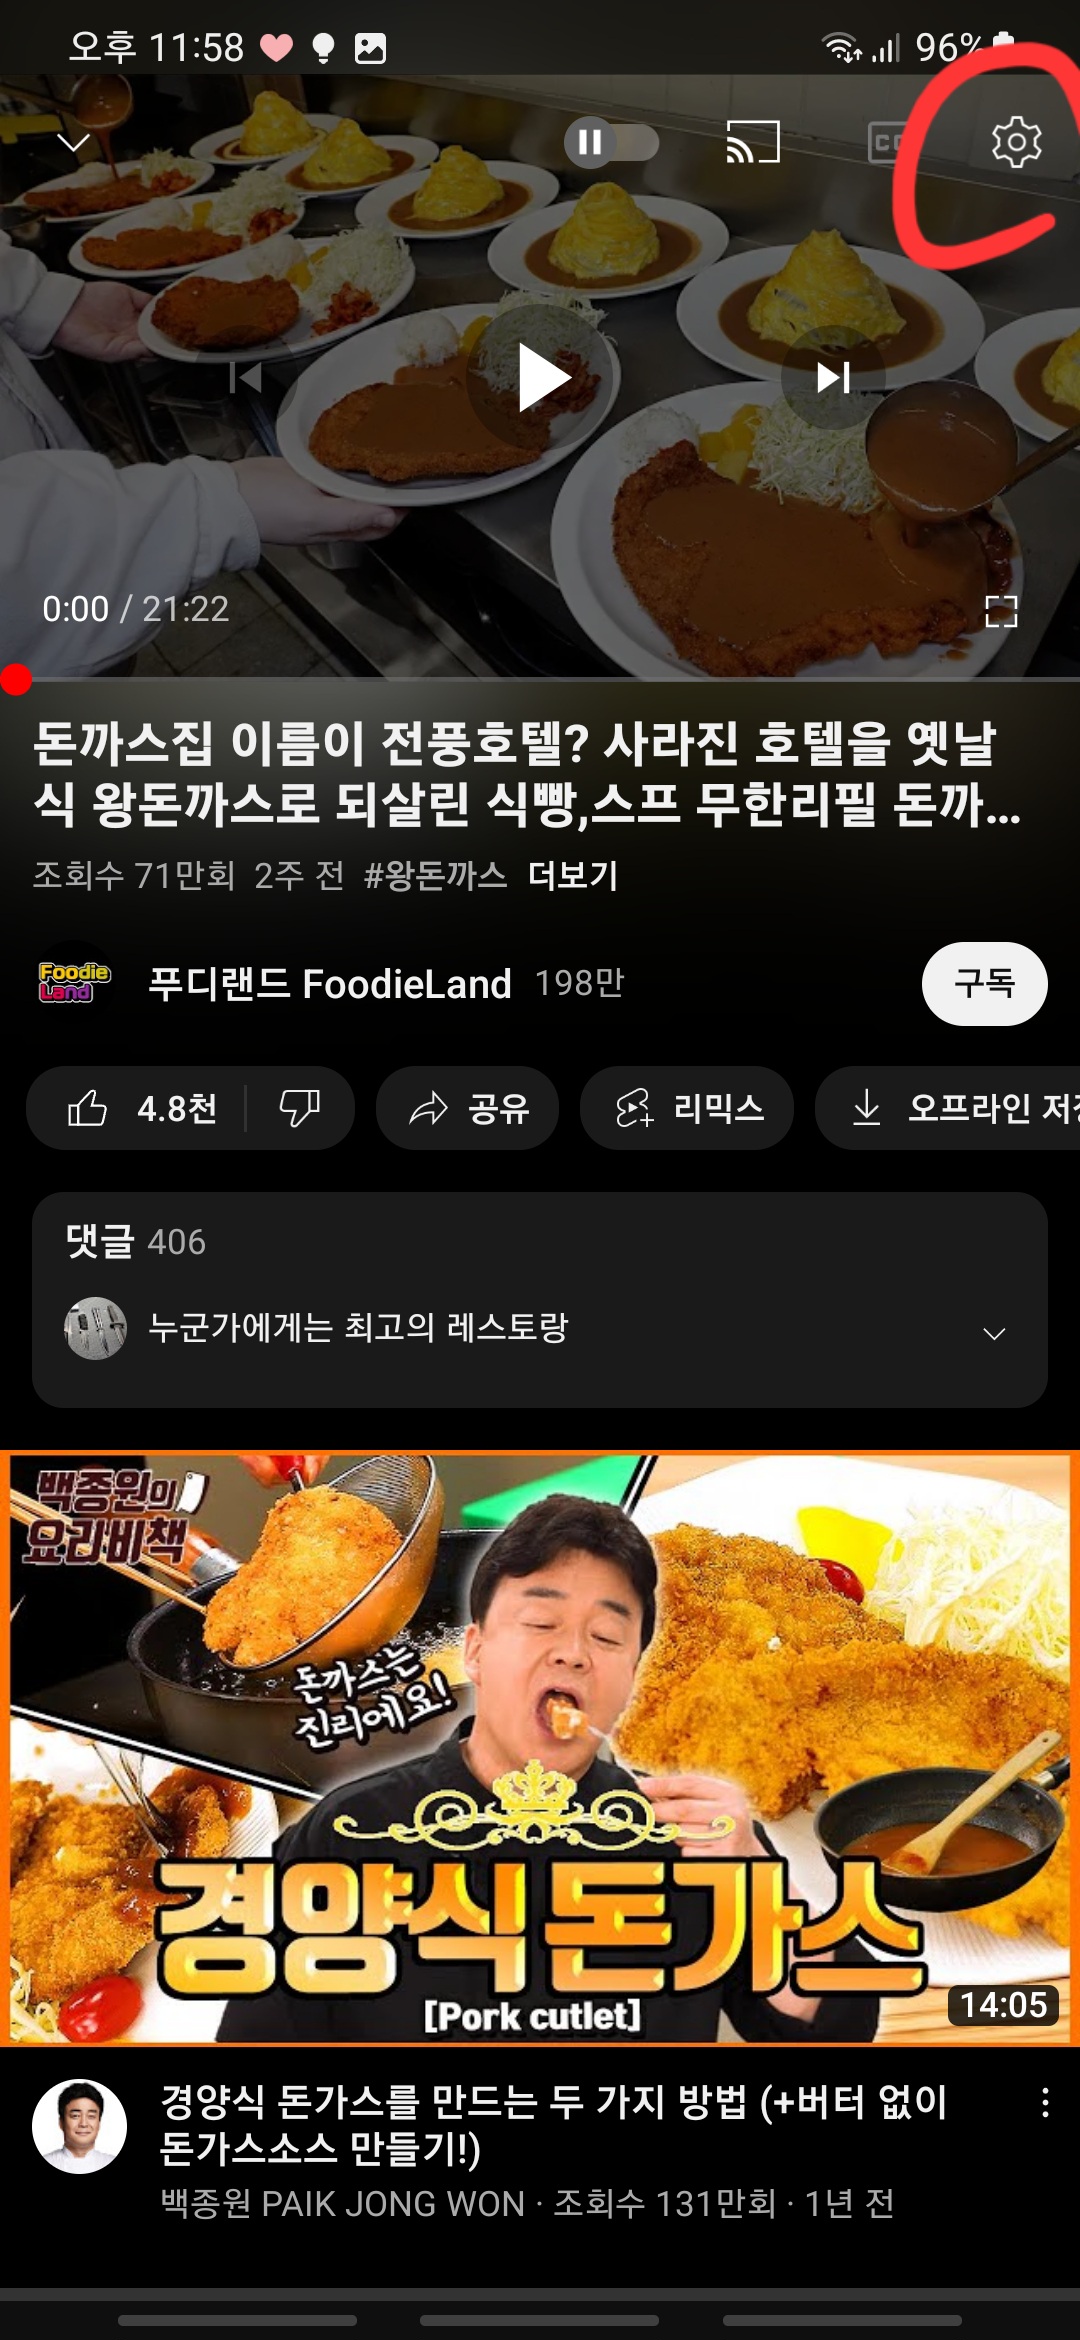 오후 11:58
96%
CC
0:00 / 21:22
돈까스집 이름이 전풍호텔? 사라진 호텔을 옛날
식 왕돈까스로 되살린 식빵,스프 무한리필 돈까...
조회수 71만회 2주 전 #왕돈까스 더보기
Foodie
Land
푸디랜드 FoodieLand 198만
구독
4.8천
공유
리믹스
오프라인 저장
댓글 406
누군가에게는 최고의 레스토랑
백종원의
요리비책
돈까스는
진리에요!
경양식 돈가스
[Pork cutlet]
14:05
경양식 돈가스를 만드는 두 가지 방법 (+버터 없이
돈가스소스 만들기!)
백종원 PAIK JONG WON · 조회수 131만회 · 1년 전